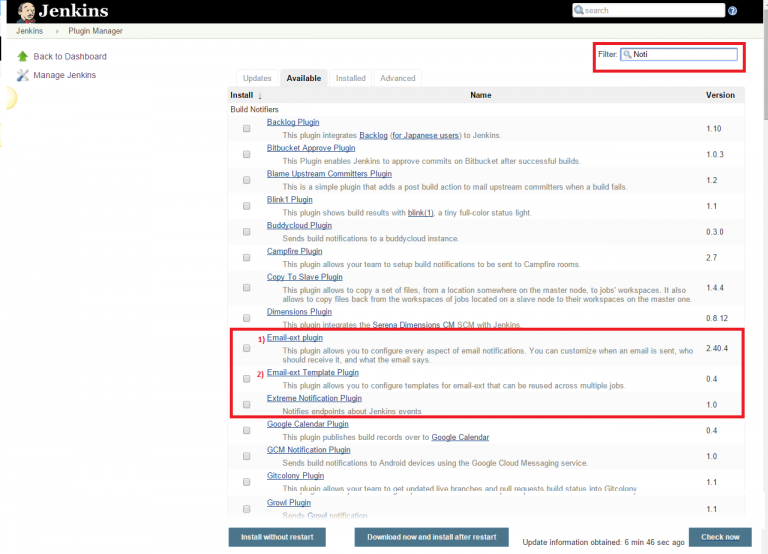 Jenkins
search
Jenkins
Plugin Manager
Back to Dashboard
Manage Jenkins
Filter: Noti
Updates Available Installed Advanced
Install ↓ Name Version
Build Notifiers
Backlog Plugin
This plugin integrates Backlog (for Japanese users) to Jenkins.
1.10
Bitbucket Approve Plugin
This Plugin enables Jenkins to approve commits on Bitbucket after successful builds.
1.0.3
Blame Upstream Committers Plugin
This is a simple plugin that adds a post build action to mail upstream committers when a build fails.
1.2
Blink1 Plugin
This plugin shows build results with blink(1), a tiny full-color status light.
1.1
Buddycloud Plugin
Sends build notifications to a buddycloud instance.
0.3.0
Campfire Plugin
This plugin allows your team to setup build notifications to be sent to Campfire rooms.
2.7
Copy To Slave Plugin
This plugin allows to copy a set of files, from a location somewhere on the master node, to jobs' workspaces. It also
allows to copy files back from the workspaces of jobs located on a slave node to their workspaces on the master one.
1.4.4
Dimensions Plugin
This plugin integrates the Serena Dimensions CM SCM with Jenkins.
0.8.12
1) Email-ext plugin
This plugin allows you to configure every aspect of email notifications. You can customize when an email is sent, who
should receive it, and what the email says.
2.40.4
2) Email-ext Template Plugin
This plugin allows you to configure templates for email-ext that can be reused across multiple jobs.
0.4
Extreme Notification Plugin
Notifies endpoints about Jenkins events
1.0
Google Calendar Plugin
This plugin publishes build records over to Google Calendar
0.4
GCM Notification Plugin
Sends build notifications to Android devices using the Google Cloud Messaging service.
1.0
Gitcolony Plugin
This plugin allows your team to get updated live branches and pull requests build status into Gitcolony
1.1
Growl Plugin
Sends Growl notification
1.1
Install without restart
Download now and install after restart
Update information obtained: 6 min 46 sec ago
Check now